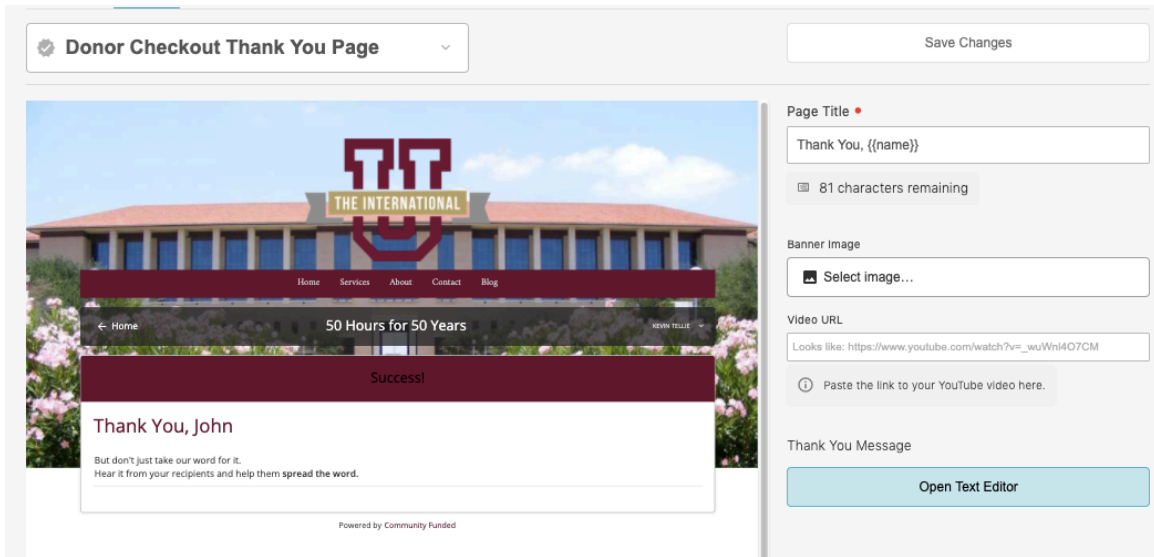 Donor Checkout Thank You Page
Save Changes
THE INTERNATIONAL
U
Home Services About Contact Blog
← Home
50 Hours for 50 Years
KEVIN TELLIE
Success!
Thank You, John
But don't just take our word for it.
Hear it from your recipients and help them spread the word.
Powered by Community Funded
Page Title
Thank You, {{name}}
81 characters remaining
Banner Image
Select image...
Video URL
Looks like: https://www.youtube.com/watch?v=_wuWnI4O7CM
Paste the link to your YouTube video here.
Thank You Message
Open Text Editor